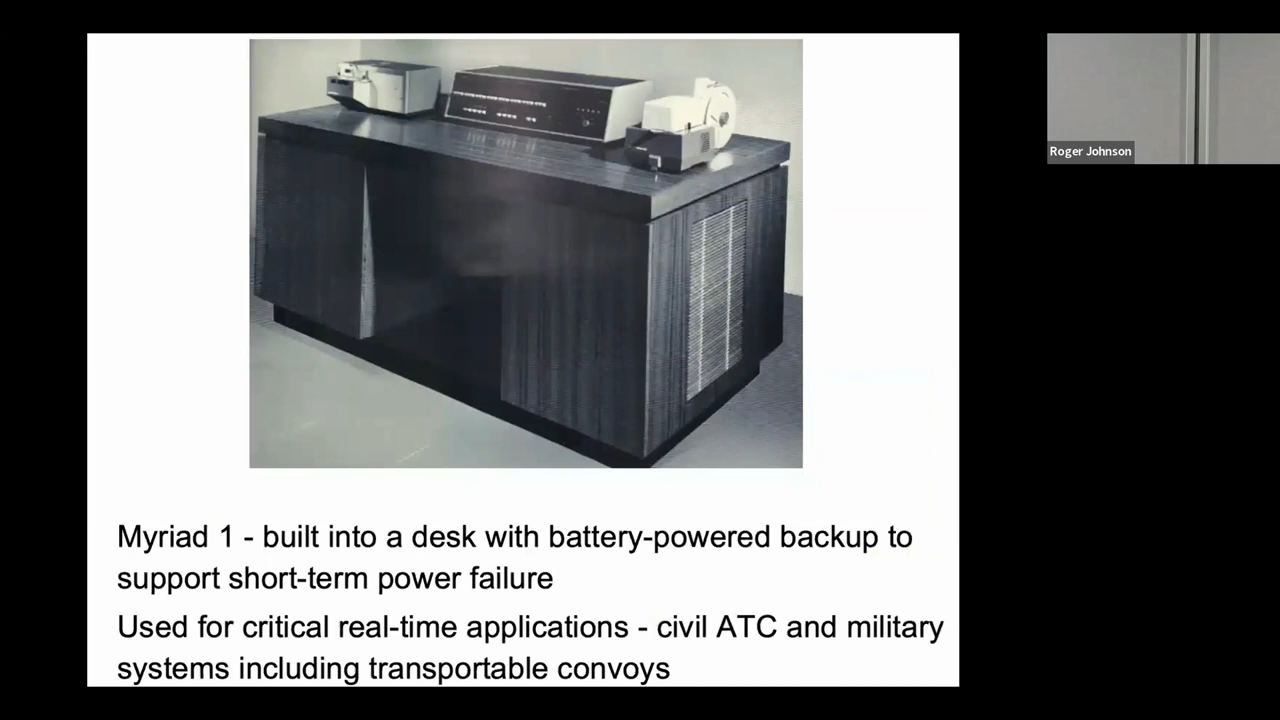 Roger Johnson
Myriad 1 - built into a desk with battery-powered backup to
support short-term power failure
Used for critical real-time applications - civil ATC and military
systems including transportable convoys